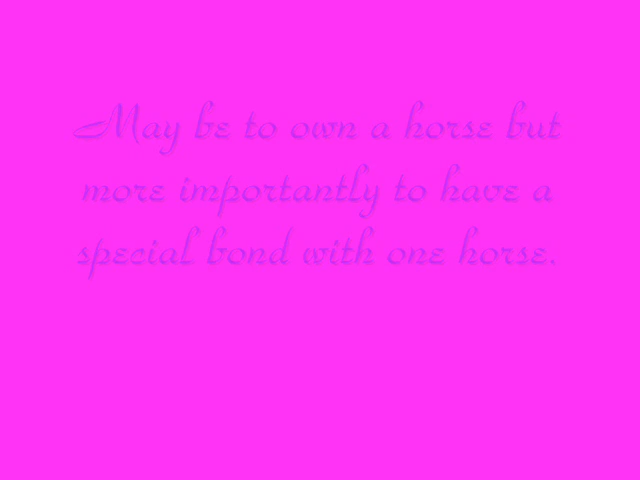 May be to own a horse but
more importantly to have a
special bond with one horse.